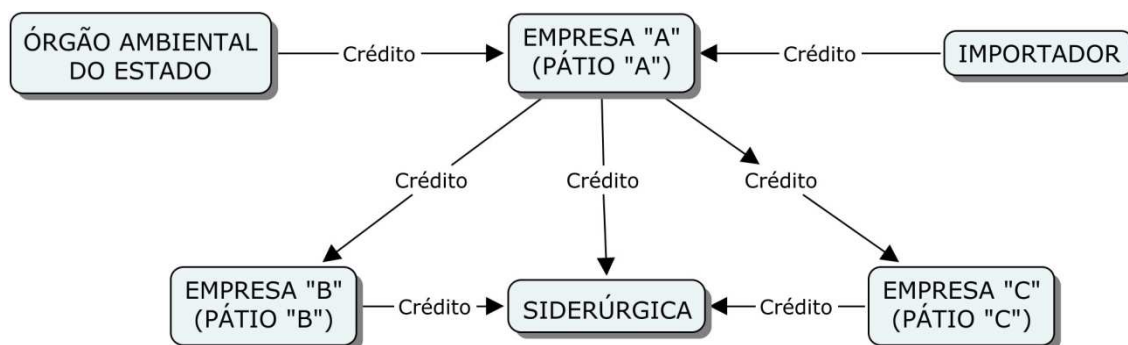 ÓRGÃO AMBIENTAL
DO ESTADO
Crédito
EMPRESA "A"
(PÁTIO "A")
Crédito
IMPORTADOR
Crédito
Crédito
Crédito
EMPRESA "B"
(PÁTIO "B")
Crédito
SIDERÚRGICA
Crédito
EMPRESA "C"
(PÁTIO "C")